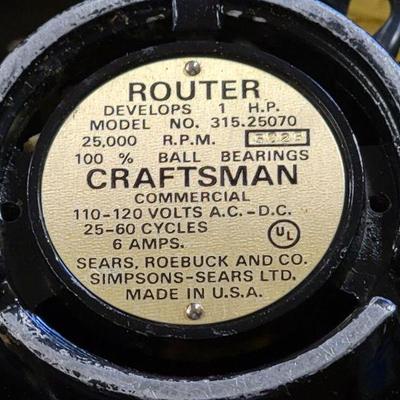 ROUTER
DEVELOPS 1 H.P.
MODEL NO. 315.25070
25,000 R.P.M.
100 % BALL BEARINGS
CRAFTSMAN
COMMERCIAL
110-120 VOLTS A.C.-D.C.
25-60 CYCLES
6 AMPS.
UL
SEARS, ROEBUCK AND CO.
SIMPSONS-SEARS LTD.
MADE IN U.S.A.